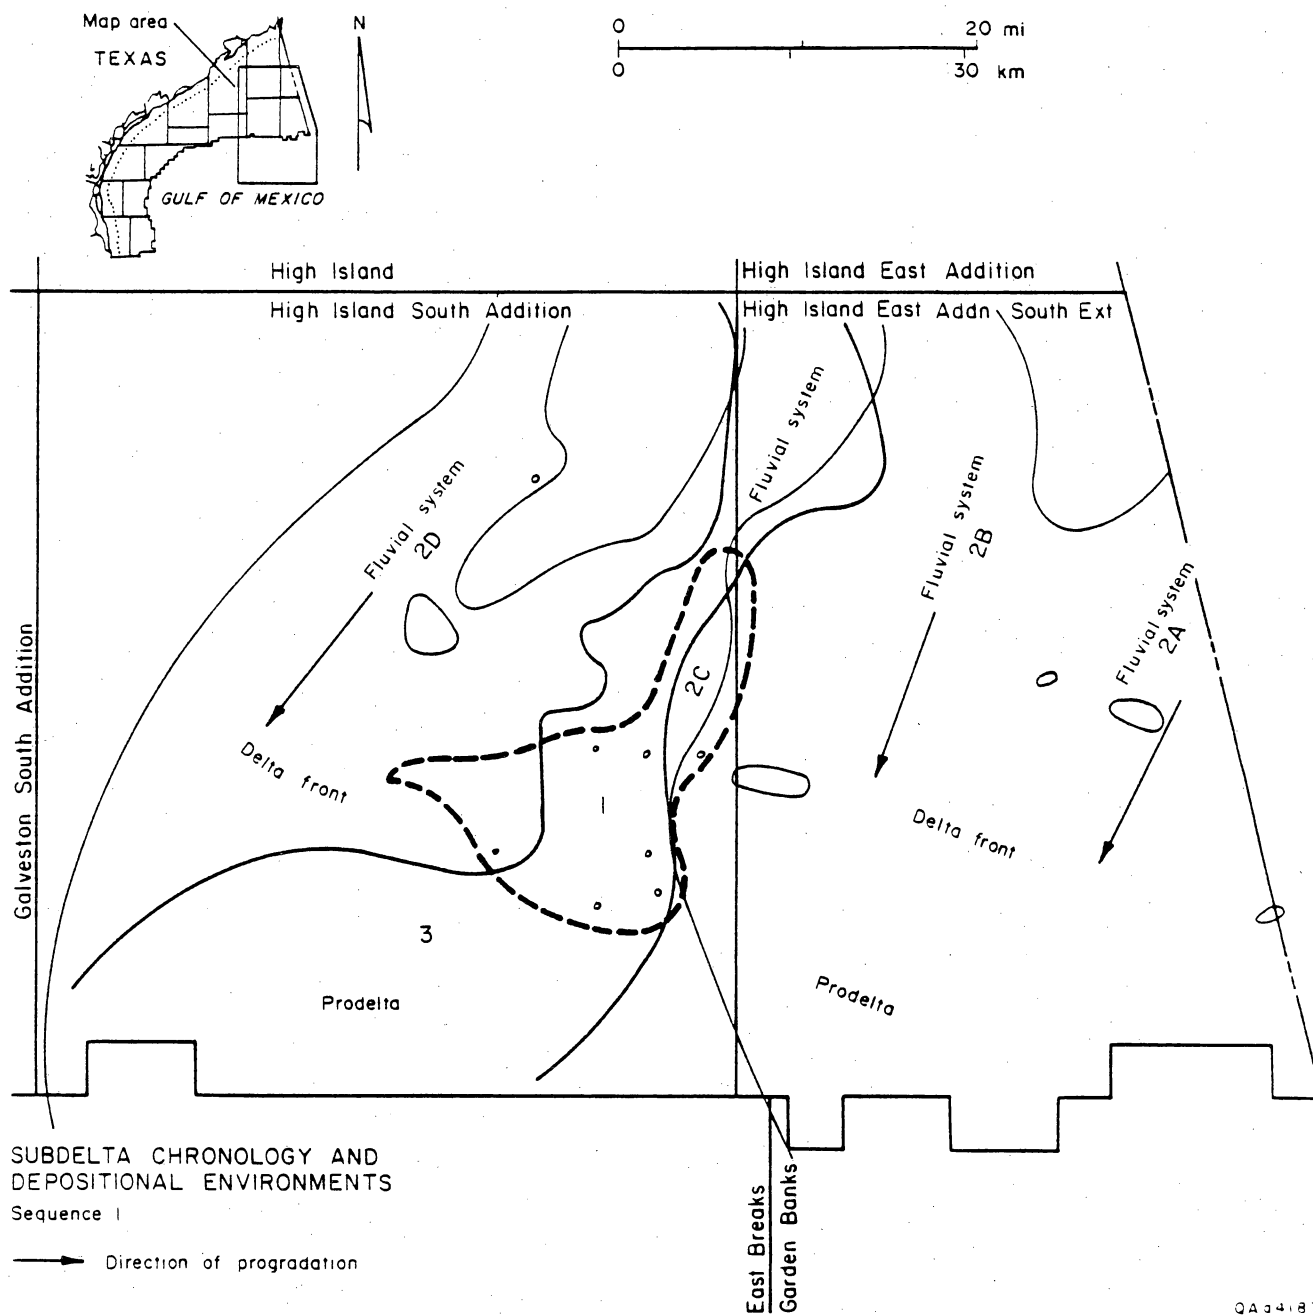 Map area
TEXAS
GULF OF MEXICO
N
0 20 mi
0 30 km
High Island
High Island East Addition
High Island South Addition
High Island East Addn South Ext
Galveston South Addition
Fluvial system
2D
Fluvial system
Fluvial system
2B
Fluvial system
2A
2C
Delta front
1
Delta front
3
Prodelta
Prodelta
SUBDELTA CHRONOLOGY AND
DEPOSITIONAL ENVIRONMENTS
Sequence 1
Direction of progradation
East Breaks
Garden Banks